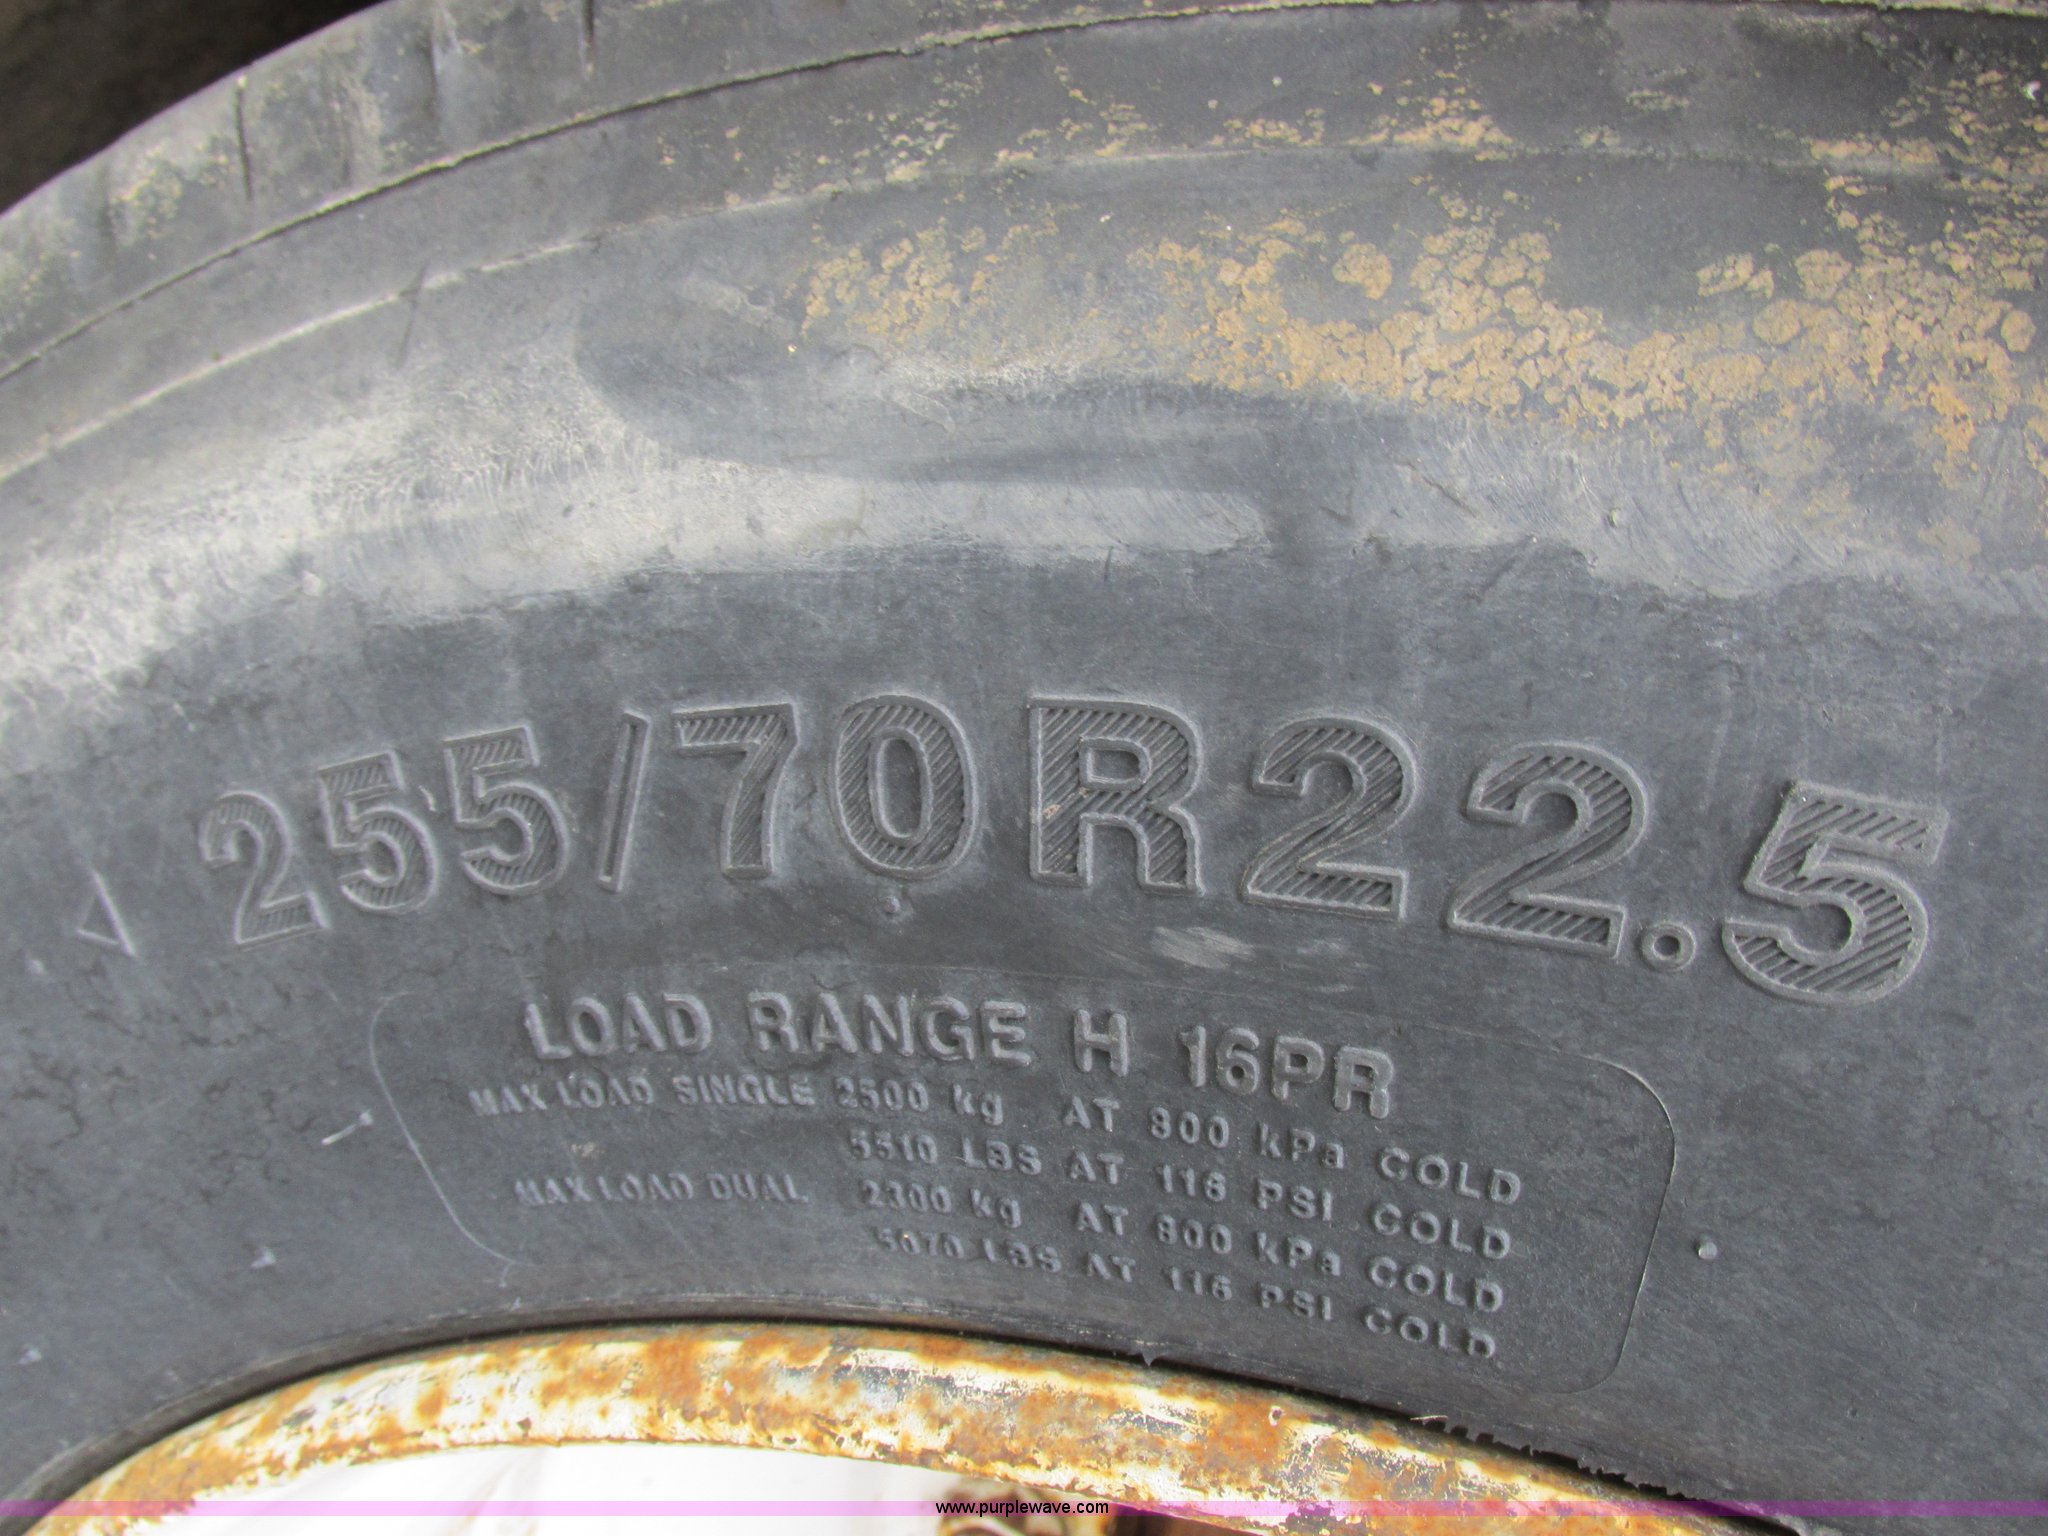 255/70R22.5
LOAD RANGE H 16PR
MAX LOAD SINGLE 2500 kg AT 800 kPa COLD
5510 LBS AT 116 PSI COLD
MAX LOAD DUAL 2300 kg AT 800 kPa COLD
5070 LBS AT 116 PSI COLD
www.purplewave.com